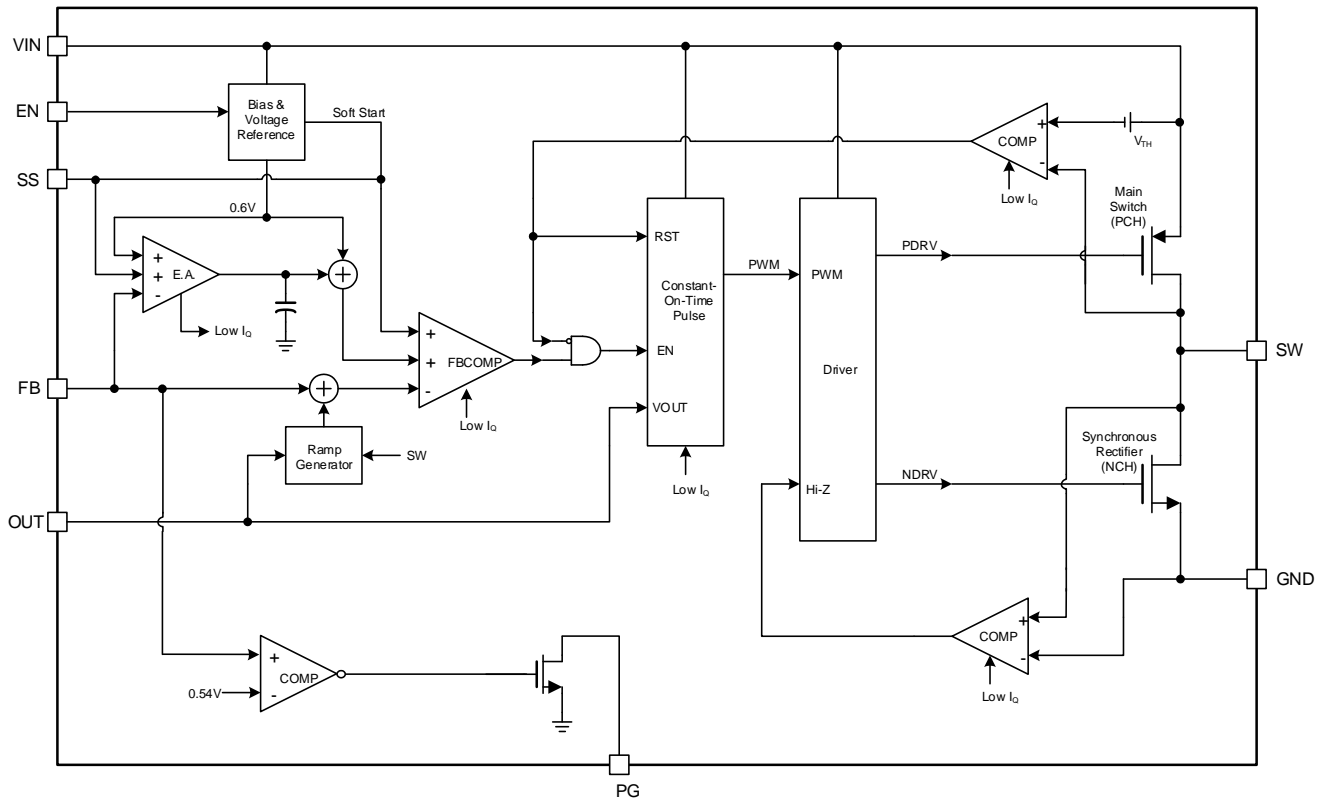 VIN
EN
Bias &
Voltage
Reference
Soft Start
SS
0.6V
+
+
-
E.A.
Low IQ
+
+
+
-
FBCOMP
Low IQ
FB
Ramp
Generator
SW
OUT
+
-
COMP
0.54V
PG
RST
Constant-
On-Time
Pulse
EN
VOUT
Low IQ
PWM
PWM
Driver
Hi-Z
PDRV
NDRV
+
-
COMP
Low IQ
VTH
Main
Switch
(PCH)
SW
Synchronous
Rectifier
(NCH)
GND
+
-
COMP
Low IQ